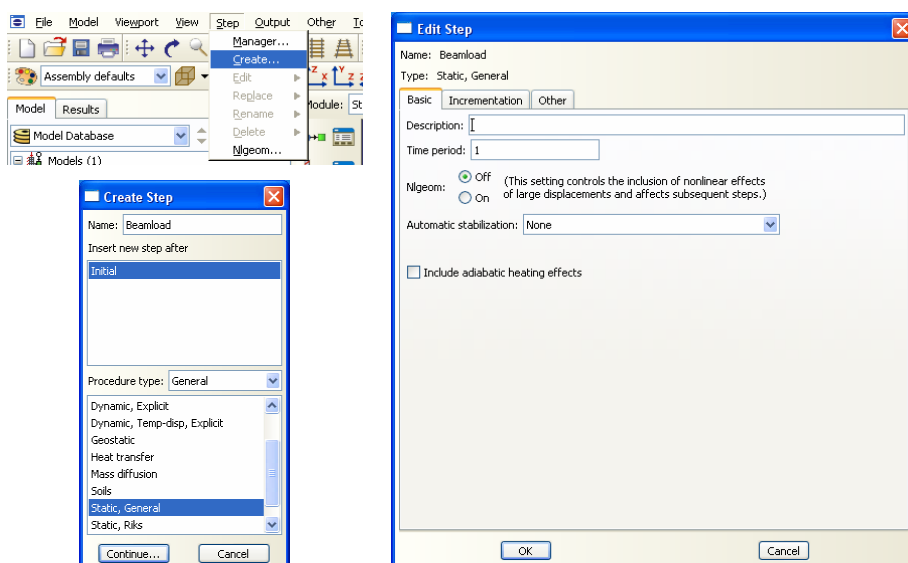 File Model Viewport View Step Output Other
Manager...
Create...
Assembly defaults
Edit
Replace
Model Results
Rename
Module: St
Model Database
Delete
Nlgeom...
Models (1)
Create Step
Name: Beamload
Insert new step after
Initial
Procedure type: General
Dynamic, Explicit
Dynamic, Temp-disp, Explicit
Geostatic
Heat transfer
Mass diffusion
Soils
Static, General
Static, Riks
Continue... Cancel
Edit Step
Name: Beamload
Type: Static, General
Basic Incrementation Other
Description:
Time period: 1
Nlgeom: Off (This setting controls the inclusion of nonlinear effects
On of large displacements and affects subsequent steps.)
Automatic stabilization: None
Include adiabatic heating effects
OK Cancel